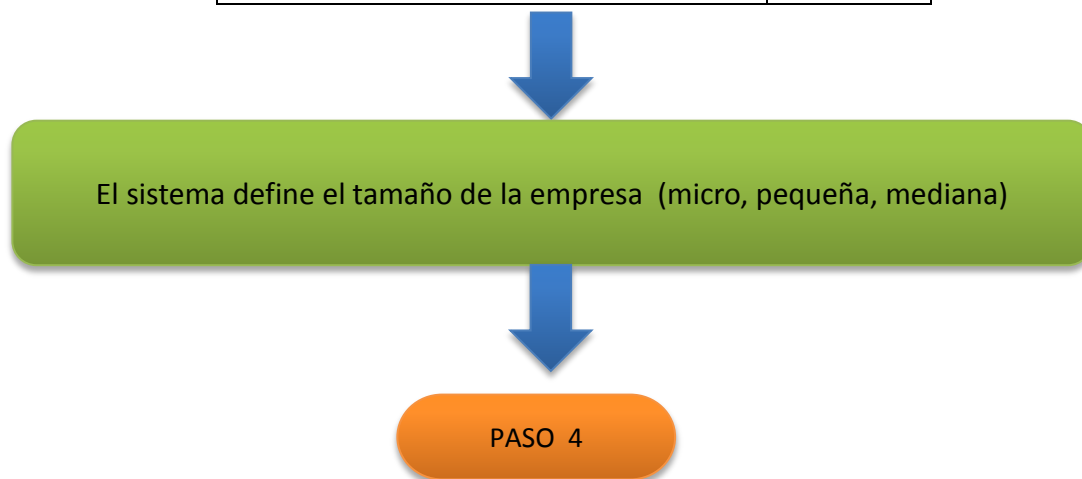 El sistema define el tamaño de la empresa  (micro, pequeña, mediana)
PASO  4